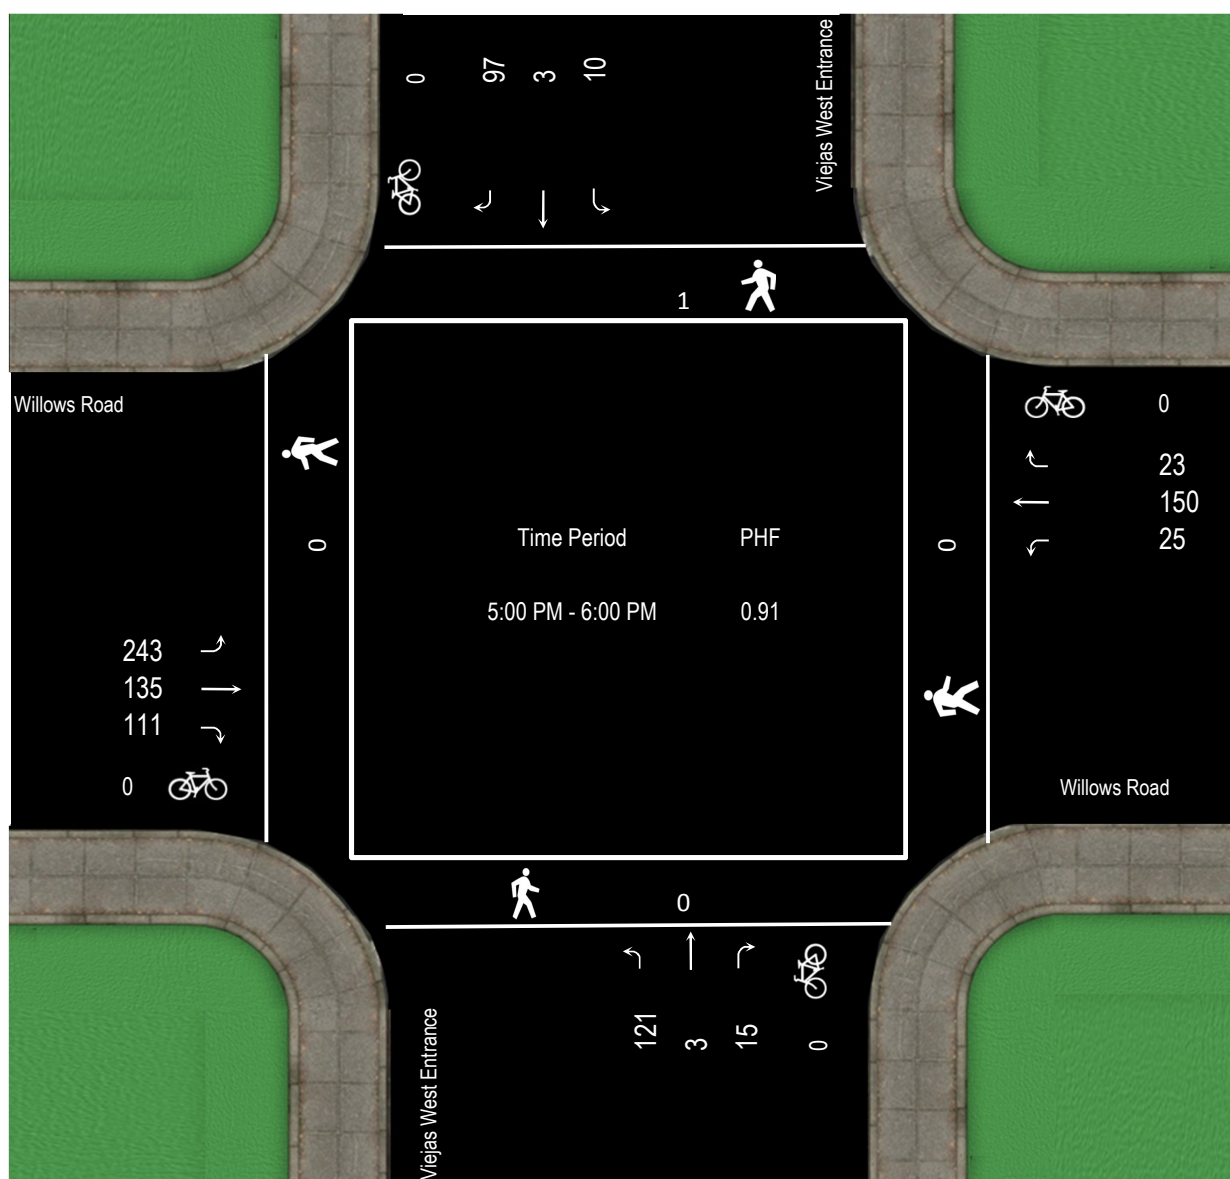 0 97 3 10
Viejas West Entrance
1
Willows Road
0
23
150
25
0
0
Time Period PHF
5:00 PM - 6:00 PM 0.91
243
135
111
0
Willows Road
0
121 3 15 0
Viejas West Entrance